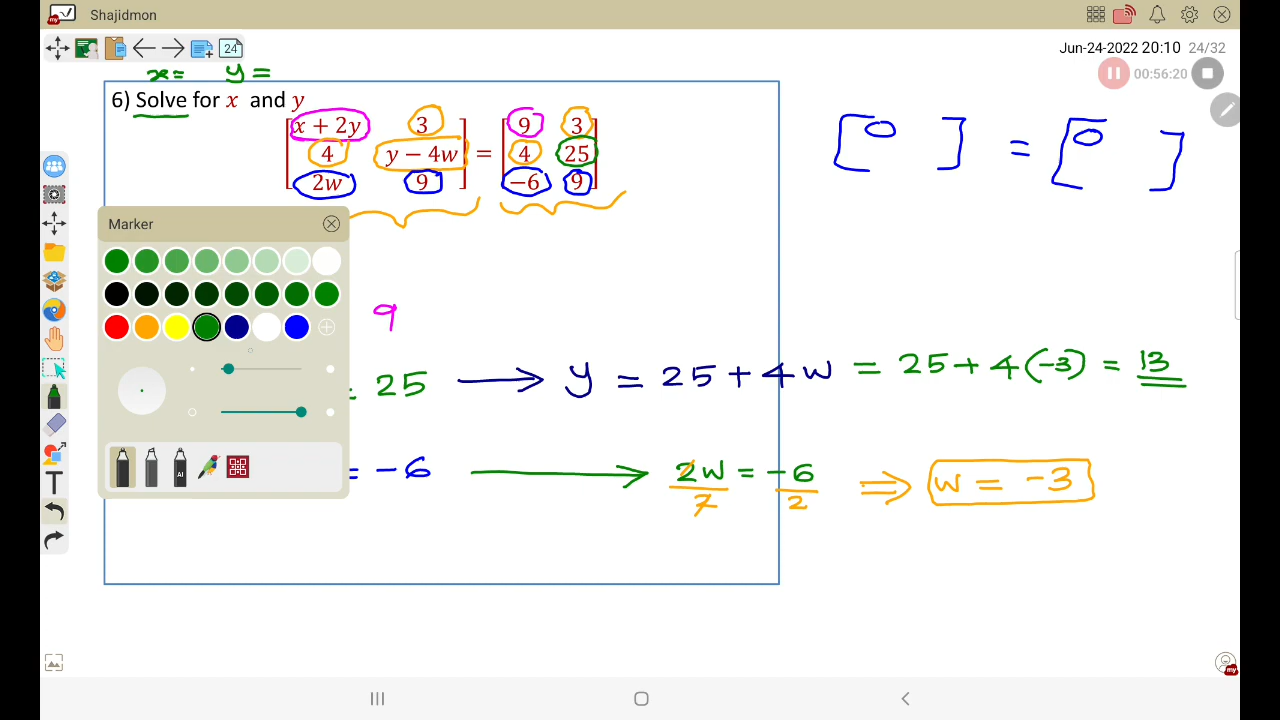 Shajidmon
24
Jun-24-2022 20:10 24/32
00:56:20
x= y =
6) Solve for x and y
[x + 2y 3] [9 3]
[4 y − 4w] = [4 25]
[2w 9] [−6 9]
[ ] = [ ]
Marker
9
= 25 → y = 25 + 4w = 25 + 4(-3) = 13
= -6 → 2w = -6 ⇒ w = -3
2 2
AI
T